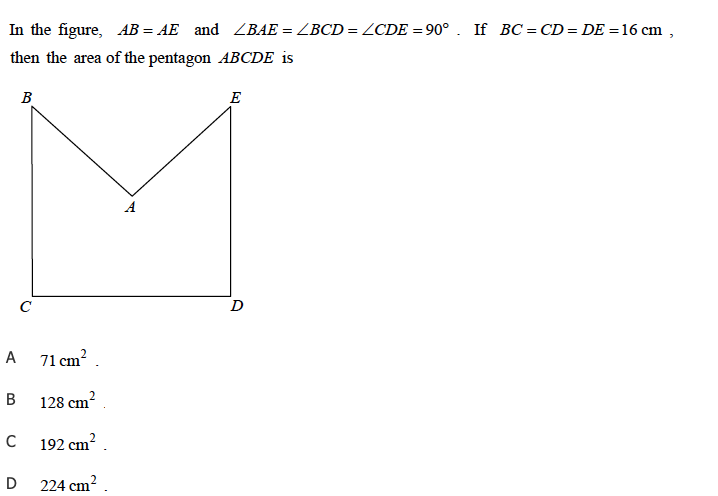 In the figure, AB = AE and ∠BAE = ∠BCD = ∠CDE = 90° . If BC = CD = DE = 16 cm ,
then the area of the pentagon ABCDE is
B E
A
C D
A 71 cm² .
B 128 cm² .
C 192 cm² .
D 224 cm² .